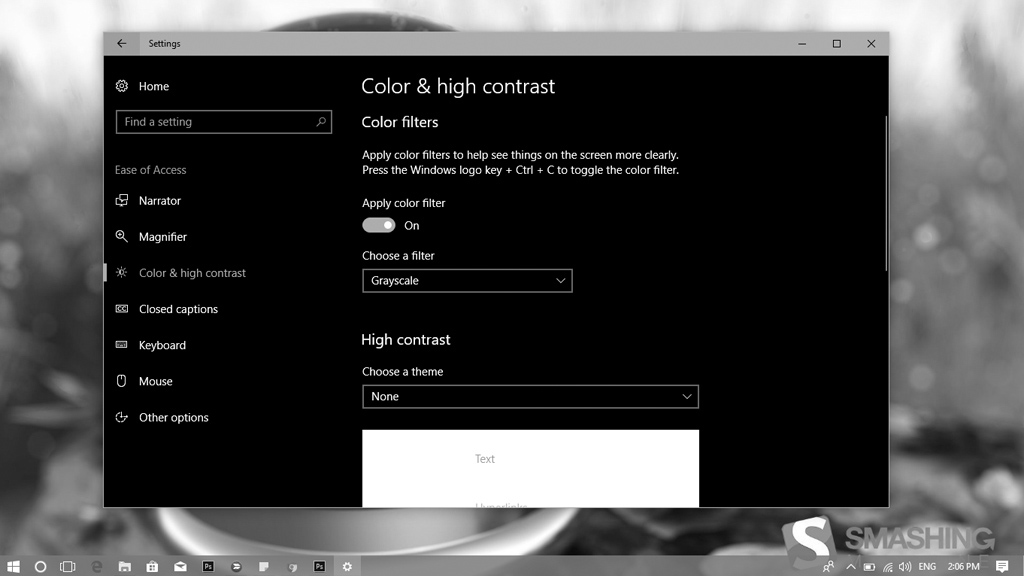 Settings
Home
Find a setting
Ease of Access
Narrator
Magnifier
Color & high contrast
Closed captions
Keyboard
Mouse
Other options
Color & high contrast
Color filters
Apply color filters to help see things on the screen more clearly.
Press the Windows logo key + Ctrl + C to toggle the color filter.
Apply color filter
On
Choose a filter
Grayscale
High contrast
Choose a theme
None
Text
Hyperlinks
S SMASHING
Ps
Ps
ENG
2:06 PM